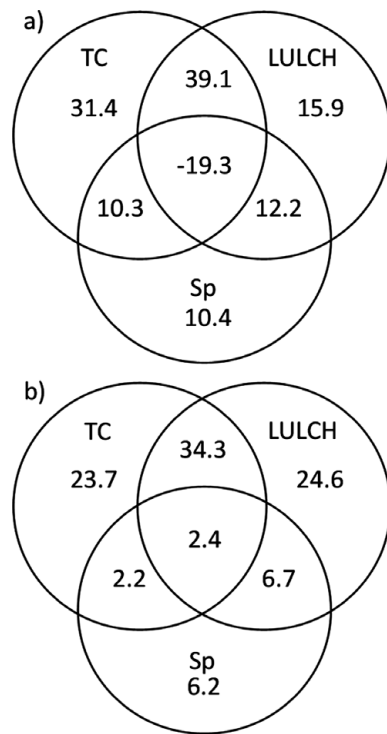 a)
TC 39.1 LULCH
31.4 15.9
-19.3
10.3 12.2
Sp
10.4
b)
TC 34.3 LULCH
23.7 24.6
2.4
2.2 6.7
Sp
6.2